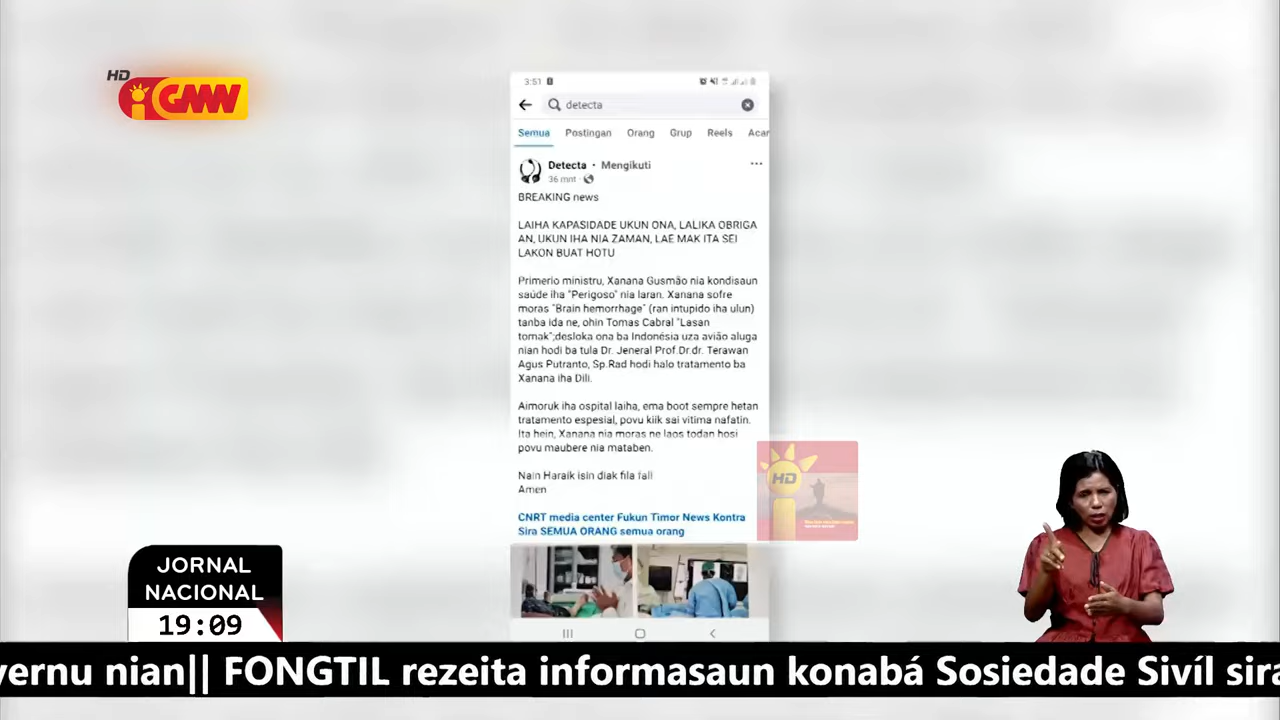 HD
i GMN
3:51
detecta
Semua Postingan Orang Grup Reels Acar
Detecta · Mengikuti
36 mnt ·
BREAKING news
LAIHA KAPASIDADE UKUN ONA, LALIKA OBRIGA
AN, UKUN IHA NIA ZAMAN, LAE MAK ITA SEI
LAKON BUAT HOTU
Primerio ministru, Xanana Gusmão nia kondisaun
saúde iha "Perigoso" nia laran. Xanana sofre
moras "Brain hemorrhage" (ran intupido iha ulun)
tanba ida ne, ohin Tomas Cabral "Lasan
tomak";desloka ona ba Indonésia uza avião aluga
nian hodi ba tula Dr. Jeneral Prof.Dr.dr. Terawan
Agus Putranto, Sp.Rad hodi halo tratamento ba
Xanana iha Dili.
Aimoruk iha ospital laiha, ema boot sempre hetan
tratamento espesial, povu kiik sai vitima nafatin.
Ita hein, Xanana nia moras ne laos todan hosi
povu maubere nia mataben.
Nain Haraik isin diak fila fali
Amen
CNRT media center Fukun Timor News Kontra
Sira SEMUA ORANG semua orang
HD
JORNAL
NACIONAL
19:09
vernu nian|| FONGTIL rezeita informasaun konabá Sosiedade Sivíl sira